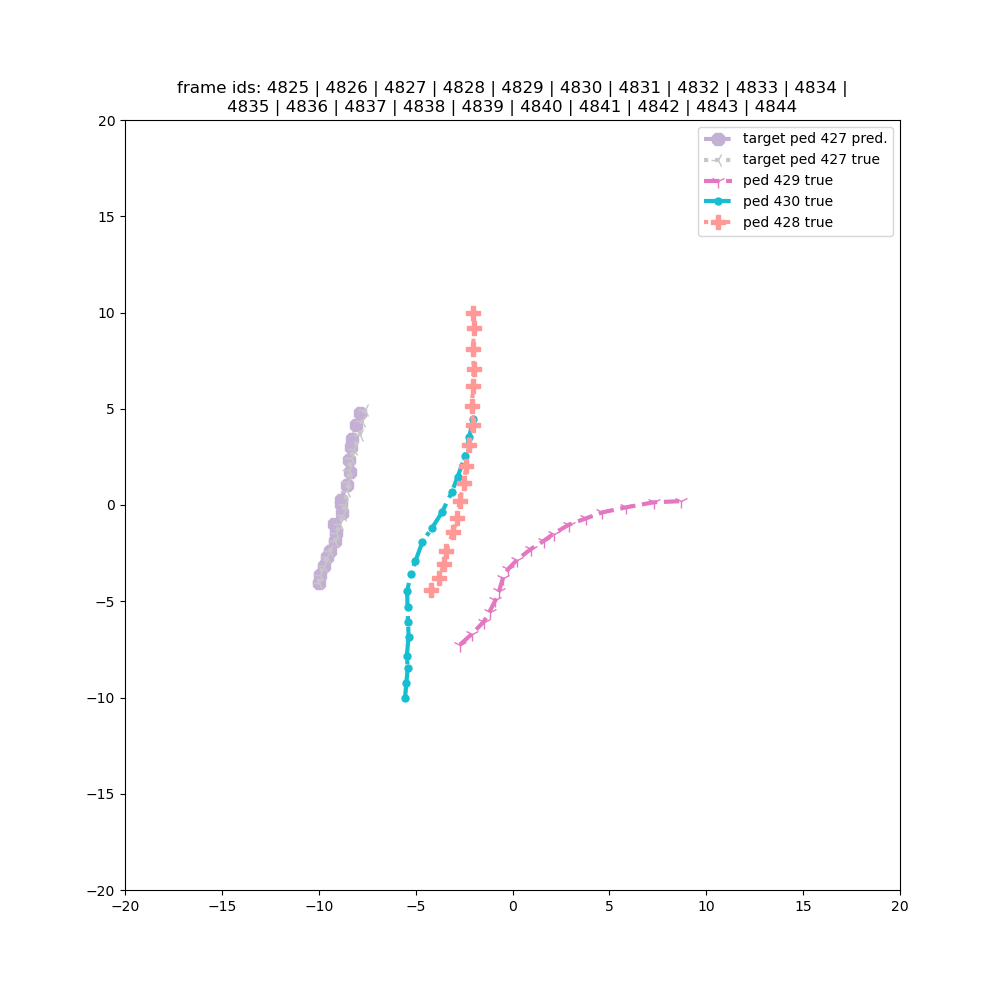 frame ids: 4825 | 4826 | 4827 | 4828 | 4829 | 4830 | 4831 | 4832 | 4833 | 4834 |
4835 | 4836 | 4837 | 4838 | 4839 | 4840 | 4841 | 4842 | 4843 | 4844
target ped 427 pred.
target ped 427 true
ped 429 true
ped 430 true
ped 428 true
20
15
10
5
0
−5
−10
−15
−20
−20 −15 −10 −5 0 5 10 15 20